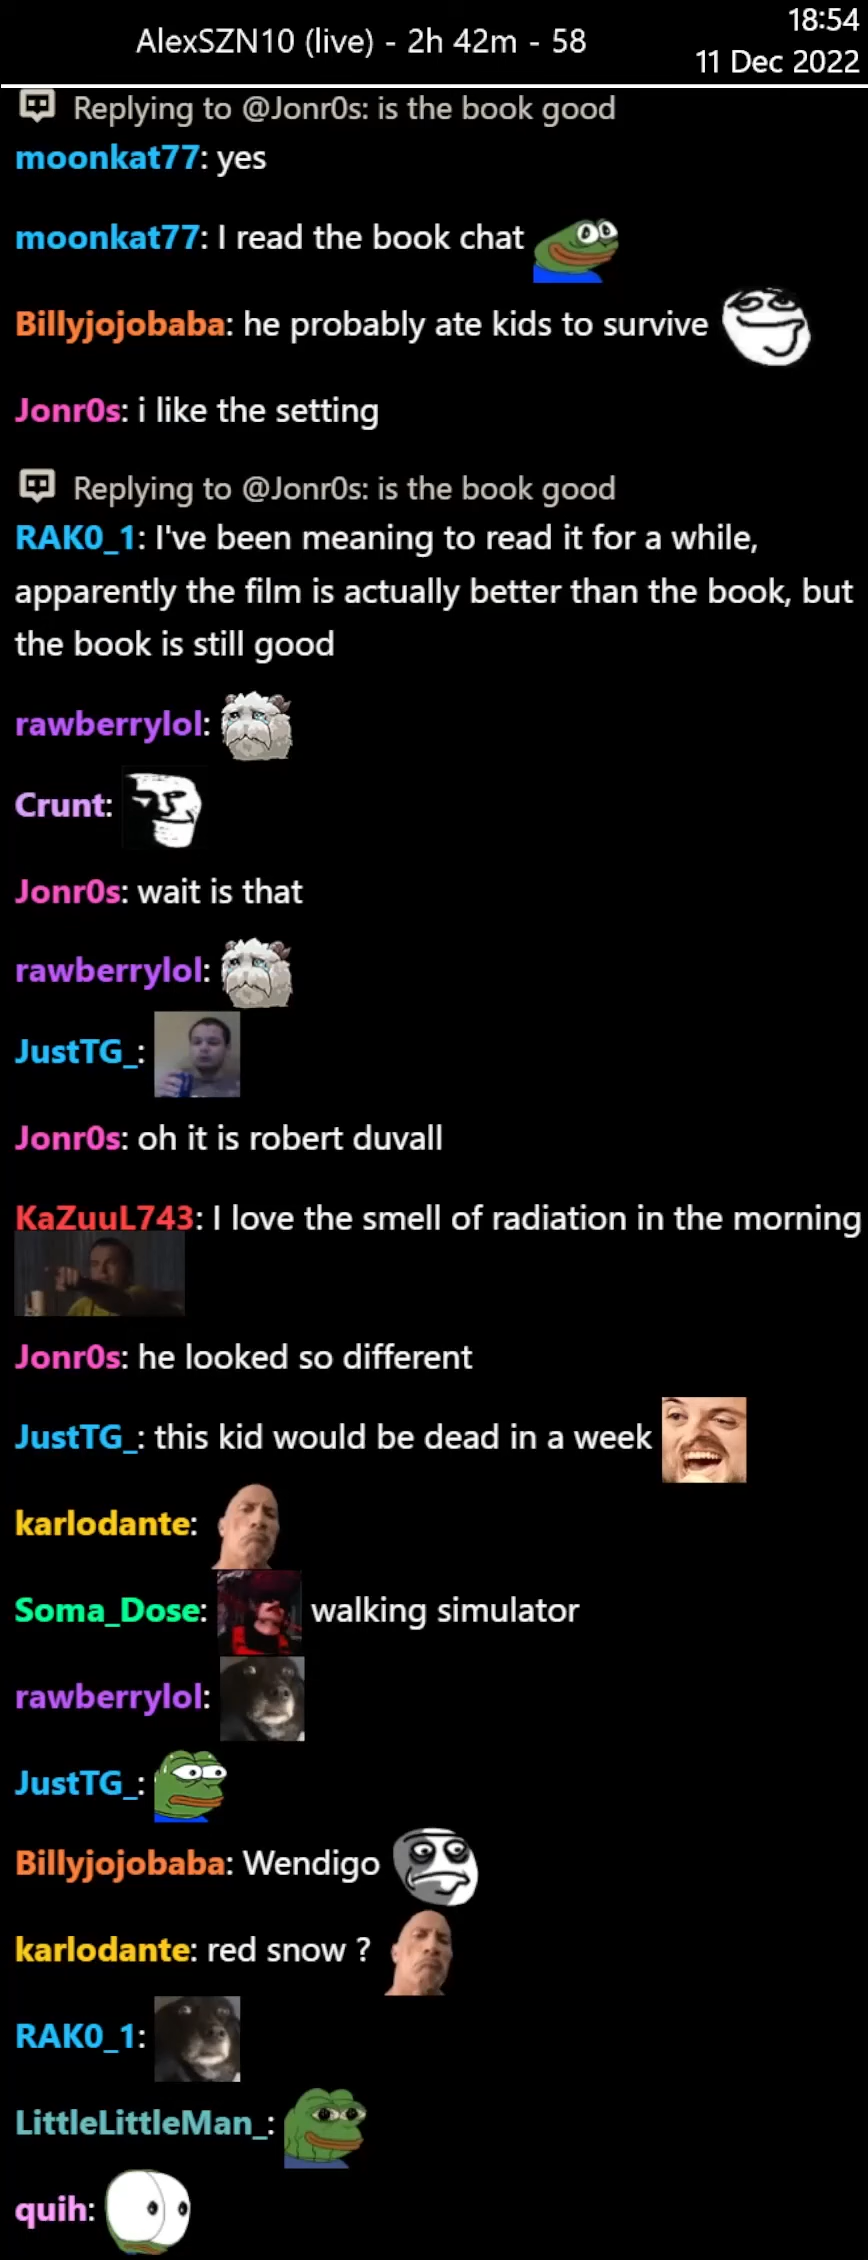 AlexSZN10 (live) - 2h 42m - 58
18:54
11 Dec 2022
Replying to @Jonr0s: is the book good
moonkat77: yes
moonkat77: I read the book chat
Billyjojobaba: he probably ate kids to survive
Jonr0s: i like the setting
Replying to @Jonr0s: is the book good
RAK0_1: I've been meaning to read it for a while,
apparently the film is actually better than the book, but
the book is still good
rawberrylol:
Crunt:
Jonr0s: wait is that
rawberrylol:
JustTG_:
Jonr0s: oh it is robert duvall
KaZuuL743: I love the smell of radiation in the morning
Jonr0s: he looked so different
JustTG_: this kid would be dead in a week
karlodante:
Soma_Dose: walking simulator
rawberrylol:
JustTG_:
Billyjojobaba: Wendigo
karlodante: red snow ?
RAK0_1:
LittleLittleMan_:
quih: